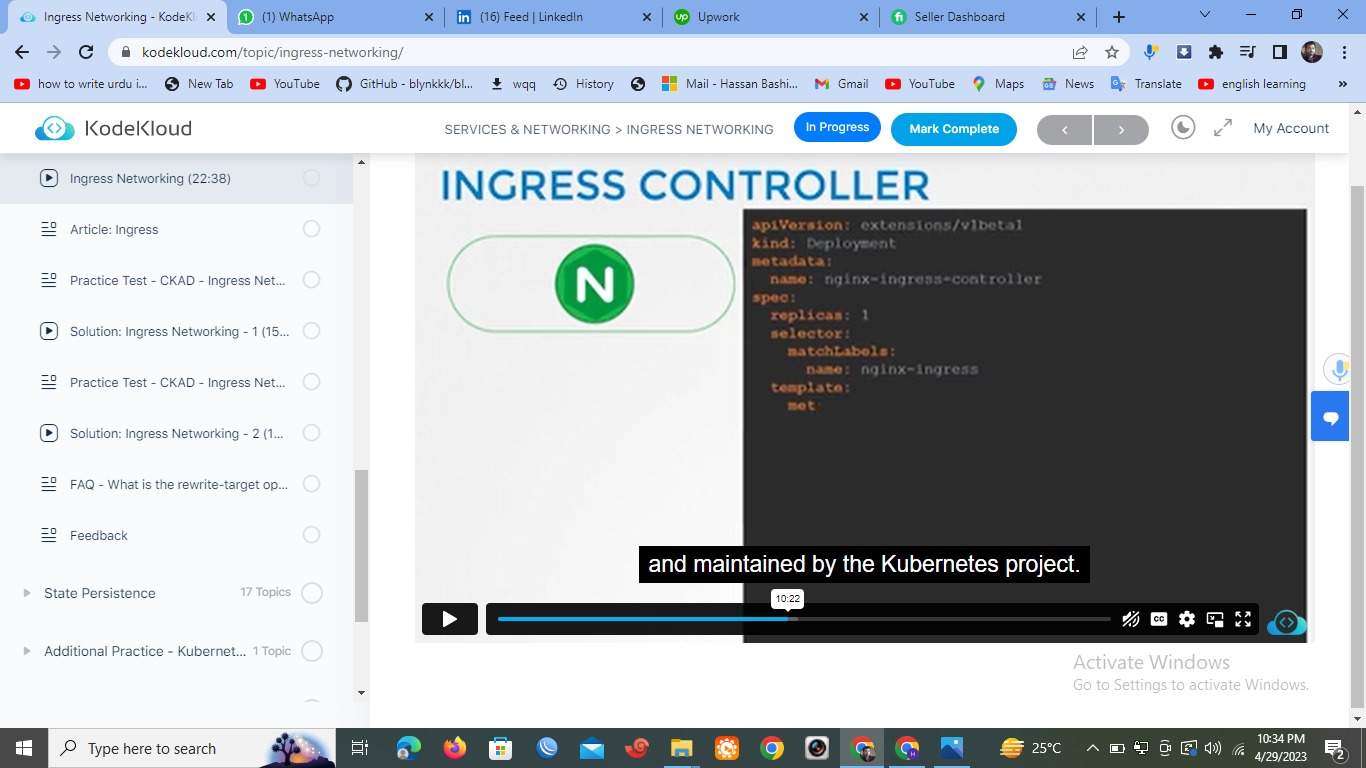 Ingress Networking - KodeKl
(1) WhatsApp
(16) Feed | LinkedIn
Upwork
Seller Dashboard
kodekloud.com/topic/ingress-networking/
how to write urdu i...
New Tab
YouTube
GitHub - blynkkk/bl...
wqq
History
Mail - Hassan Bashi...
Gmail
YouTube
Maps
News
Translate
english learning
»
KodeKloud
SERVICES & NETWORKING > INGRESS NETWORKING
In Progress
Mark Complete
My Account
Ingress Networking (22:38)
Article: Ingress
Practice Test - CKAD - Ingress Net...
Solution: Ingress Networking - 1 (15...
Practice Test - CKAD - Ingress Net...
Solution: Ingress Networking - 2 (1...
FAQ - What is the rewrite-target op...
Feedback
State Persistence
17 Topics
Additional Practice - Kubernet...
1 Topic
INGRESS CONTROLLER
N
apiVersion: extensions/v1beta1
kind: Deployment
metadata:
name: nginx-ingress-controller
spec:
replicas: 1
selector:
matchLabels:
name: nginx-ingress
template:
met
and maintained by the Kubernetes project.
10:22
CC
Activate Windows
Go to Settings to activate Windows.
Type here to search
25°C
10:34 PM
4/29/2023
2